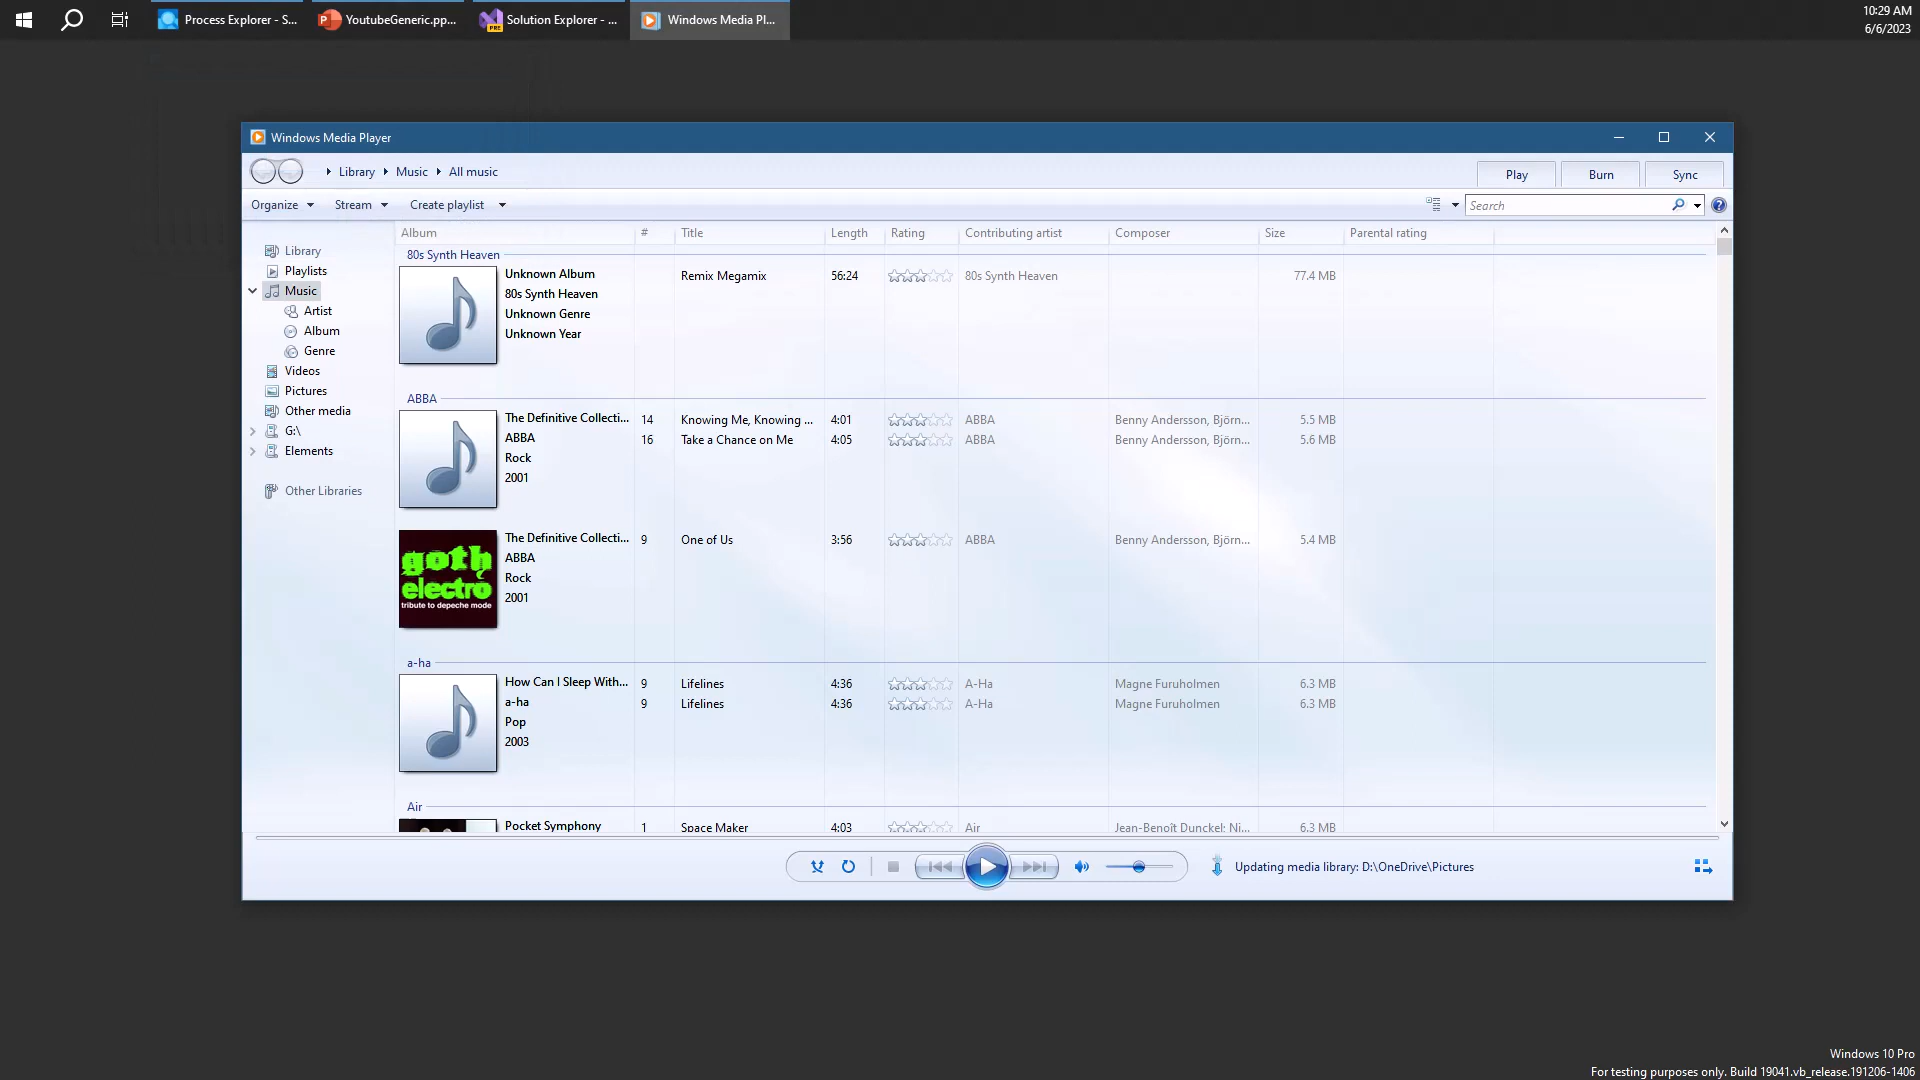 Process Explorer - S...
YoutubeGeneric.pp...
PRE
Solution Explorer - ...
Windows Media Pl...
10:29 AM
6/6/2023
Windows Media Player
Library Music All music
Play Burn Sync
Organize Stream Create playlist
Search
?
Library
Playlists
Music
Artist
Album
Genre
Videos
Pictures
Other media
G:\
Elements
Other Libraries
Album # Title Length Rating Contributing artist Composer Size Parental rating
80s Synth Heaven
Unknown Album
80s Synth Heaven
Unknown Genre
Unknown Year
Remix Megamix 56:24 80s Synth Heaven 77.4 MB
ABBA
The Definitive Collecti...
ABBA
Rock
2001
14 Knowing Me, Knowing ... 4:01 ABBA Benny Andersson, Björn... 5.5 MB
16 Take a Chance on Me 4:05 ABBA Benny Andersson, Björn... 5.6 MB
goth
electro
tribute to depeche mode
The Definitive Collecti...
ABBA
Rock
2001
9 One of Us 3:56 ABBA Benny Andersson, Björn... 5.4 MB
a-ha
How Can I Sleep With...
a-ha
Pop
2003
9 Lifelines 4:36 A-Ha Magne Furuholmen 6.3 MB
9 Lifelines 4:36 A-Ha Magne Furuholmen 6.3 MB
Air
Pocket Symphony 1 Space Maker 4:03 Air Jean-Benoît Dunckel; Ni... 6.3 MB
Updating media library: D:\OneDrive\Pictures
Windows 10 Pro
For testing purposes only. Build 19041.vb_release.191206-1406